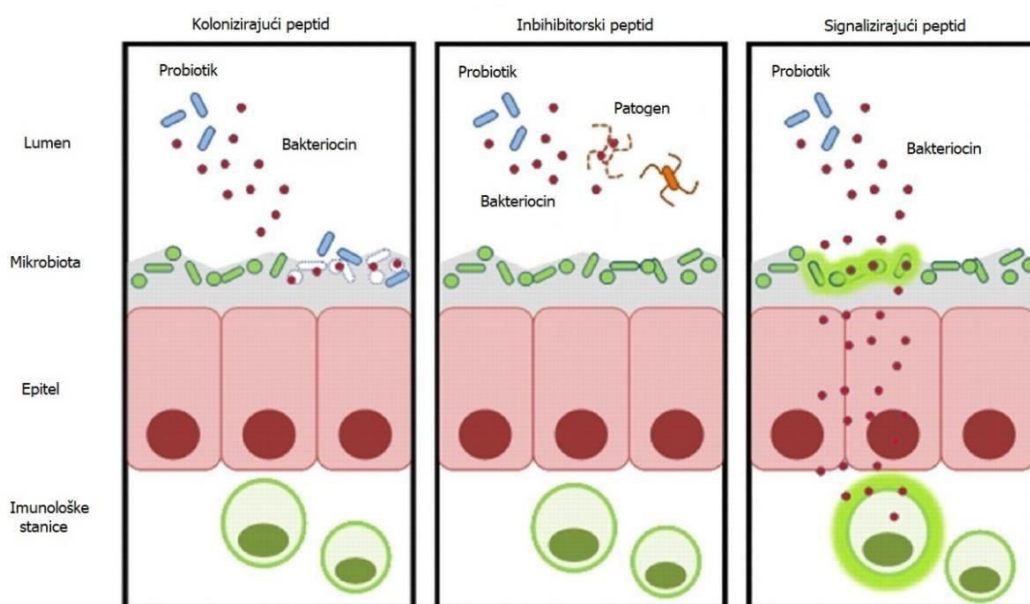 Kolonizirajući peptid
Inbihibitorski peptid
Signalizirajući peptid
Probiotik
Bakteriocin
Probiotik
Patogen
Bakteriocin
Probiotik
Bakteriocin
Lumen
Mikrobiota
Epitel
Imunološke
stanice